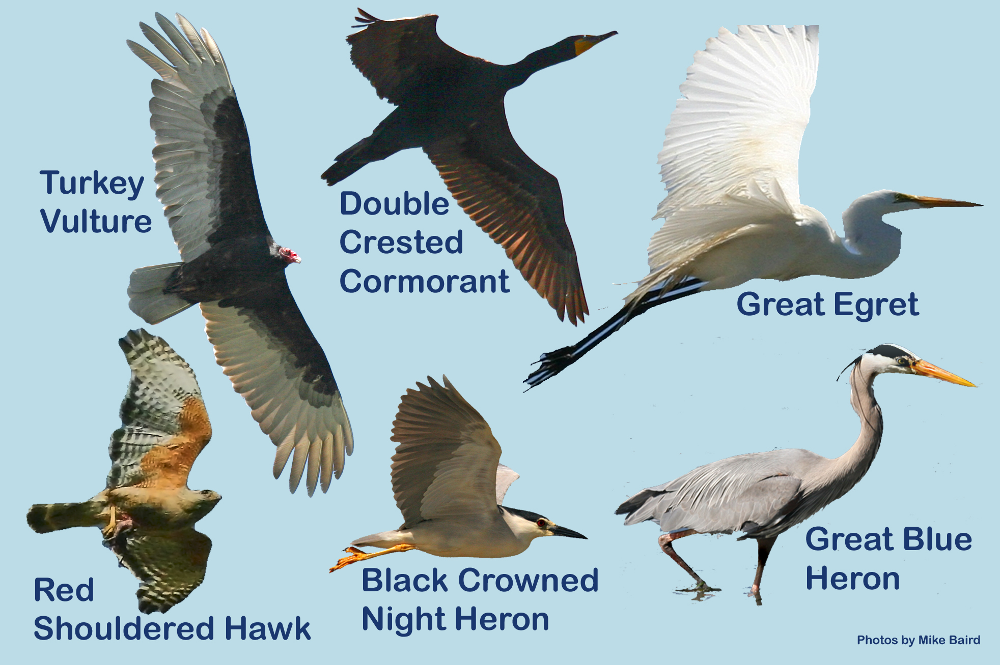 Turkey
Vulture
Double
Crested
Cormorant
Great Egret
Red
Shouldered Hawk
Black Crowned
Night Heron
Great Blue
Heron
Photos by Mike Baird